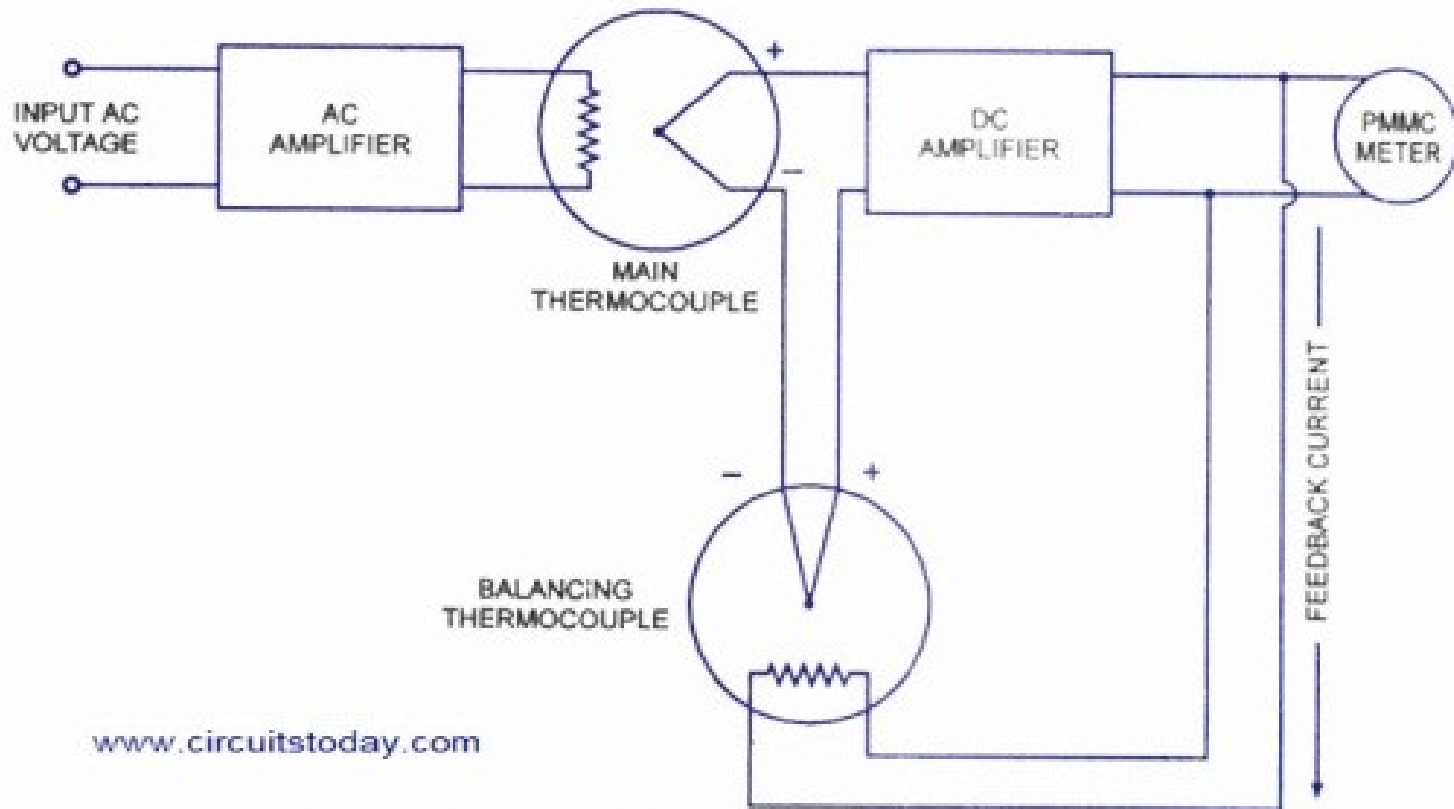 INPUT AC
VOLTAGE
AC
AMPLIFIER
+
−
MAIN
THERMOCOUPLE
DC
AMPLIFIER
PMMC
METER
− +
BALANCING
THERMOCOUPLE
FEEDBACK CURRENT
www.circuitstoday.com